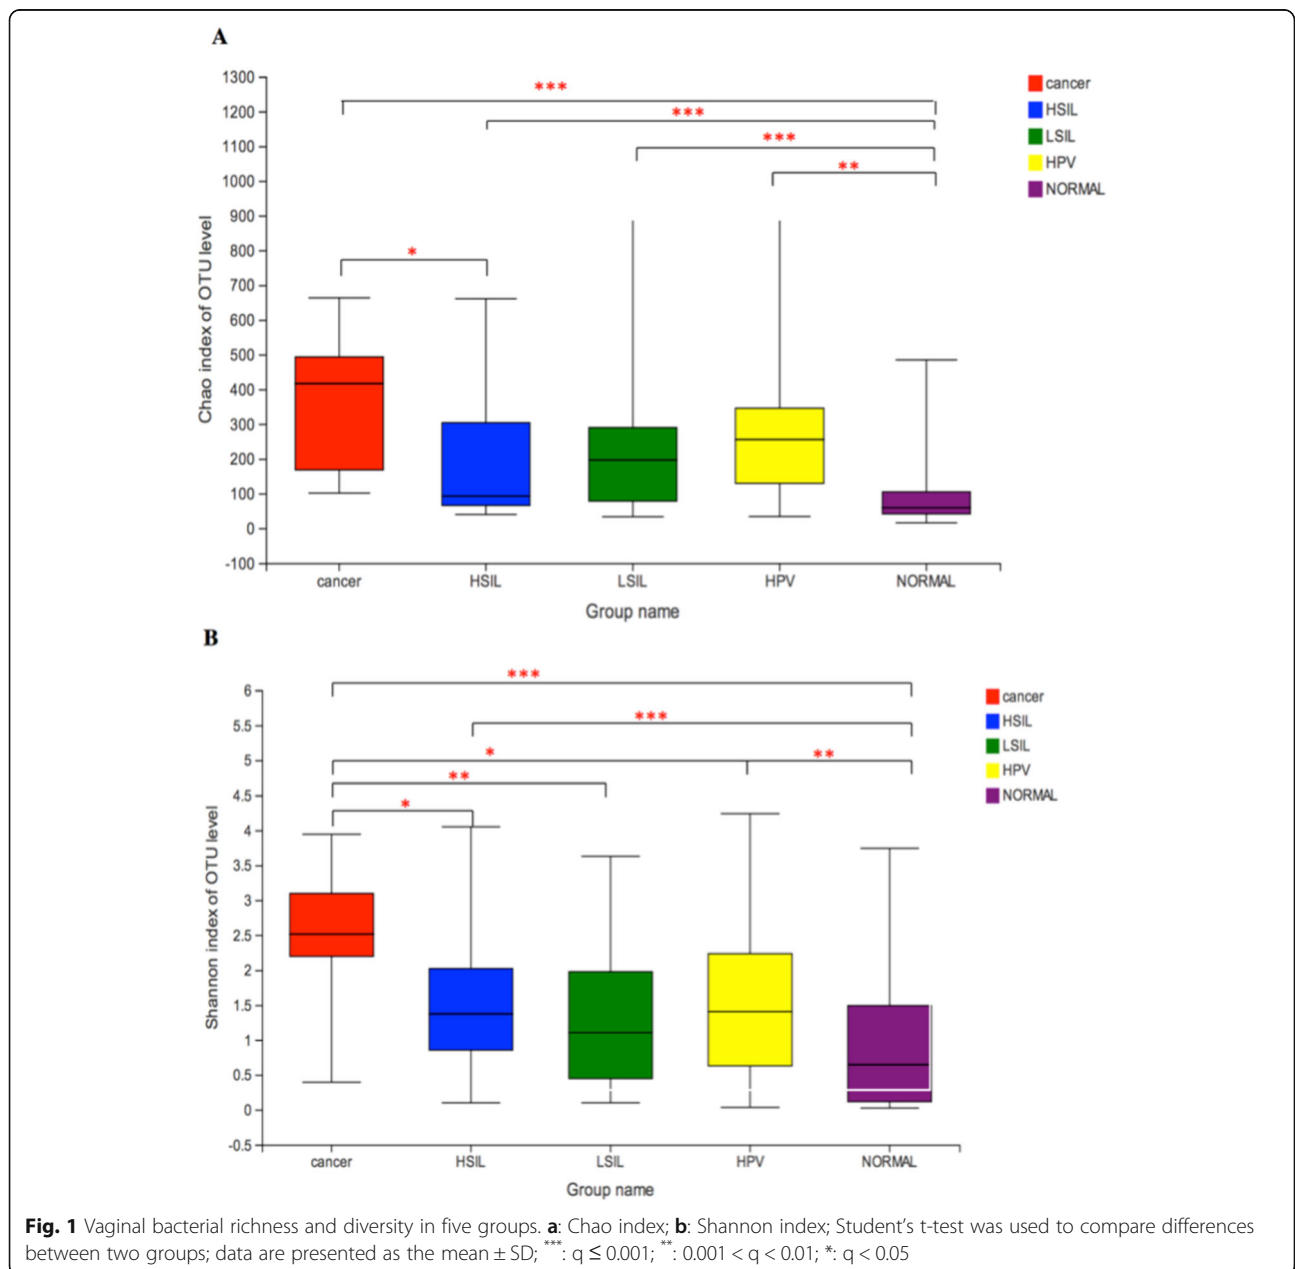 A
1300
1200
1100
1000
900
800
700
600
500
400
300
200
100
0
-100
Chao index of OTU level
***
***
***
**
*
cancer
HSIL
LSIL
HPV
NORMAL
cancer HSIL LSIL HPV NORMAL
Group name
B
6
5.5
5
4.5
4
3.5
3
2.5
2
1.5
1
0.5
0
-0.5
Shannon index of OTU level
***
***
*
**
**
*
cancer
HSIL
LSIL
HPV
NORMAL
cancer HSIL LSIL HPV NORMAL
Group name
Fig. 1 Vaginal bacterial richness and diversity in five groups. a: Chao index; b: Shannon index; Student's t-test was used to compare differences
between two groups; data are presented as the mean ± SD; ***: q ≤ 0.001; **: 0.001 < q < 0.01; *: q < 0.05